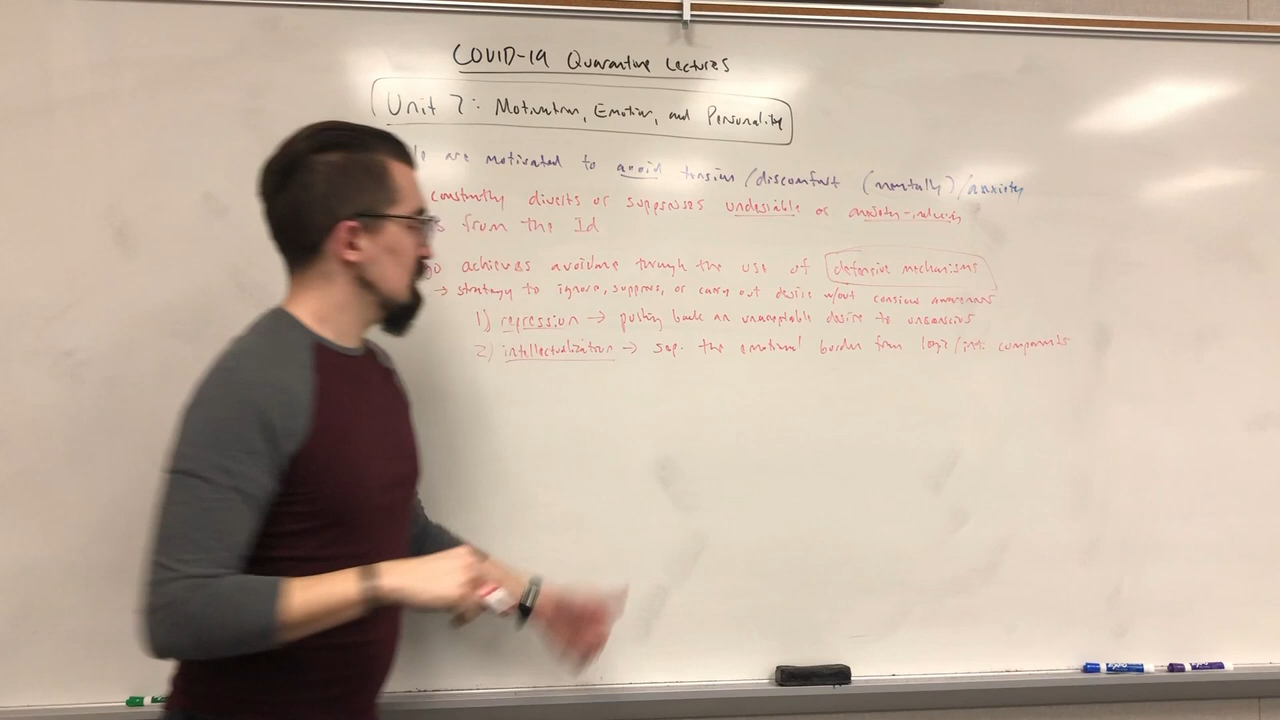 COVID-19 Quarantine Lectures
Unit 7: Motivation, Emotion, and Personality
are motivated to avoid tension/discomfort (mentally)/anxiety
constantly diverts or suppresses undesirable or anxiety-inducing
from the Id
achieves avoidance through the use of defensive mechanisms
→ strategy to ignore, suppress, or carry out desire w/out conscious awareness
1) repression → pushing back an unacceptable desire to unconscious
2) intellectualization → sep. the emotional border from logic/ components
expo
expo